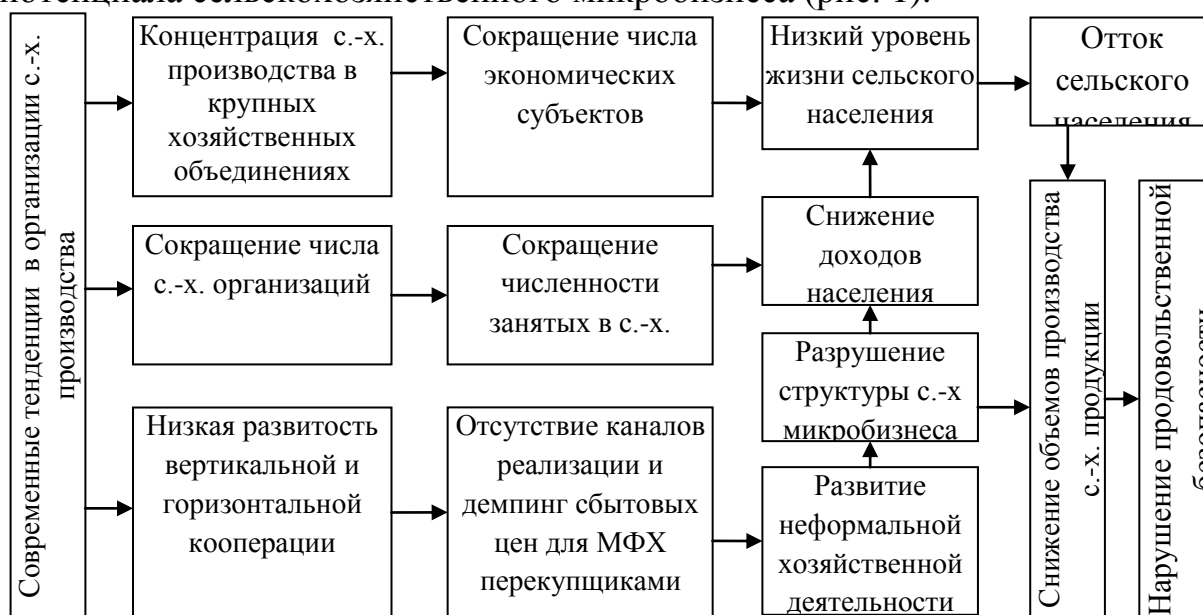 потенциала сельскохозяйственного микробизнеса (рис. 1).
Современные тенденции в организации с.-х.
производства
Концентрация с.-х.
производства в
крупных
хозяйственных
объединениях
Сокращение числа
экономических
субъектов
Низкий уровень
жизни сельского
населения
Отток
сельского
населения
Сокращение числа
с.-х. организаций
Сокращение
численности
занятых в с.-х.
Снижение
доходов
населения
Разрушение
структуры с.-х
микробизнеса
Низкая развитость
вертикальной и
горизонтальной
кооперации
Отсутствие каналов
реализации и
демпинг сбытовых
цен для МФХ
перекупщиками
Развитие
неформальной
хозяйственной
деятельности
Снижение объемов производства
с.-х. продукции
Нарушение продовольственной
безопасности